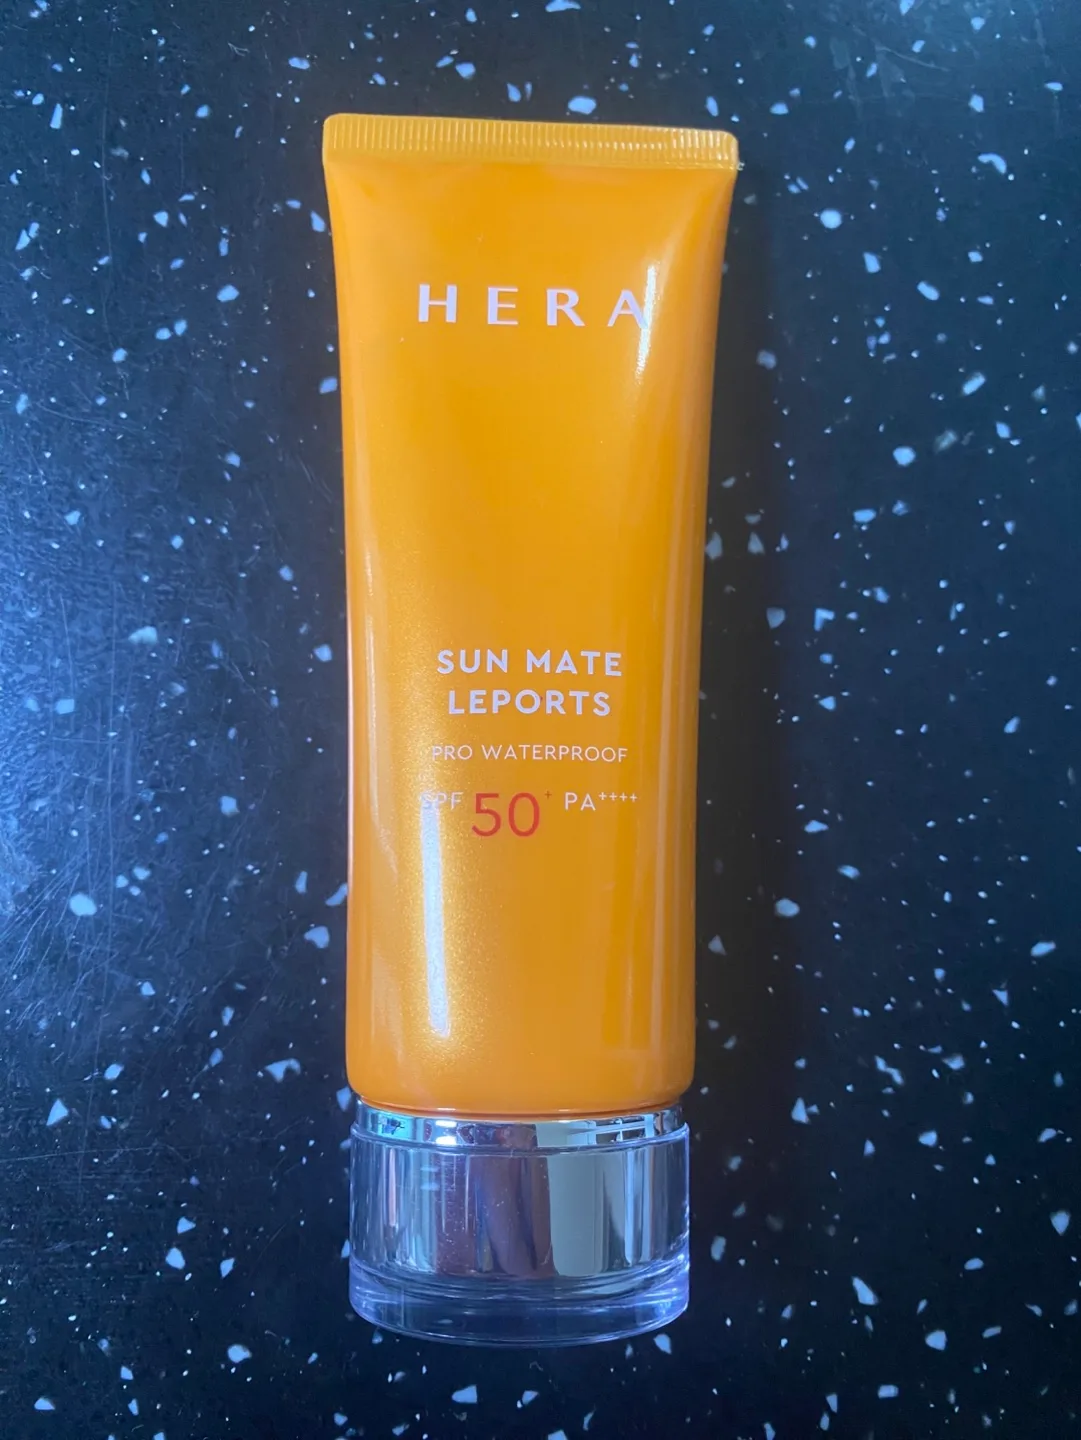 HERA
SUN MATE
LEPORTS
PRO WATERPROOF
SPF 50+ PA++++